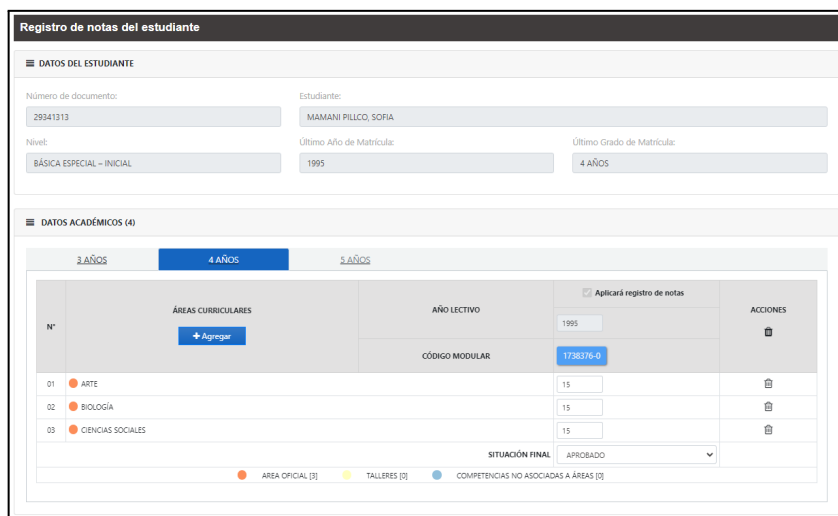 Registro de notas del estudiante
DATOS DEL ESTUDIANTE
Número de documento: Estudiante:
29341313 MAMANI PILLCO, SOFIA
Nivel: Último Año de Matrícula: Último Grado de Matrícula:
BÁSICA ESPECIAL – INICIAL 1995 4 AÑOS
DATOS ACADÉMICOS (4)
3 AÑOS 4 AÑOS 5 AÑOS
N° ÁREAS CURRICULARES AÑO LECTIVO Aplicará registro de notas ACCIONES
+ Agregar 1995
CÓDIGO MODULAR 1738376-0
01 ARTE 15
02 BIOLOGÍA 15
03 CIENCIAS SOCIALES 15
SITUACIÓN FINAL APROBADO
AREA OFICIAL [3] TALLERES [0] COMPETENCIAS NO ASOCIADAS A ÁREAS [0]